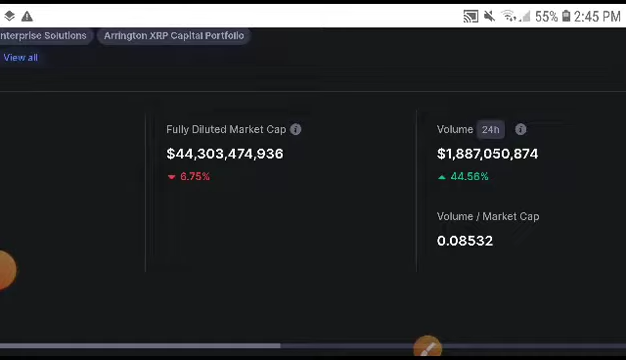 55% 2:45 PM
nterprise Solutions Arrington XRP Capital Portfolio
View all
Fully Diluted Market Cap
$44,303,474,936
6.75%
Volume 24h
$1,887,050,874
44.56%
Volume / Market Cap
0.08532